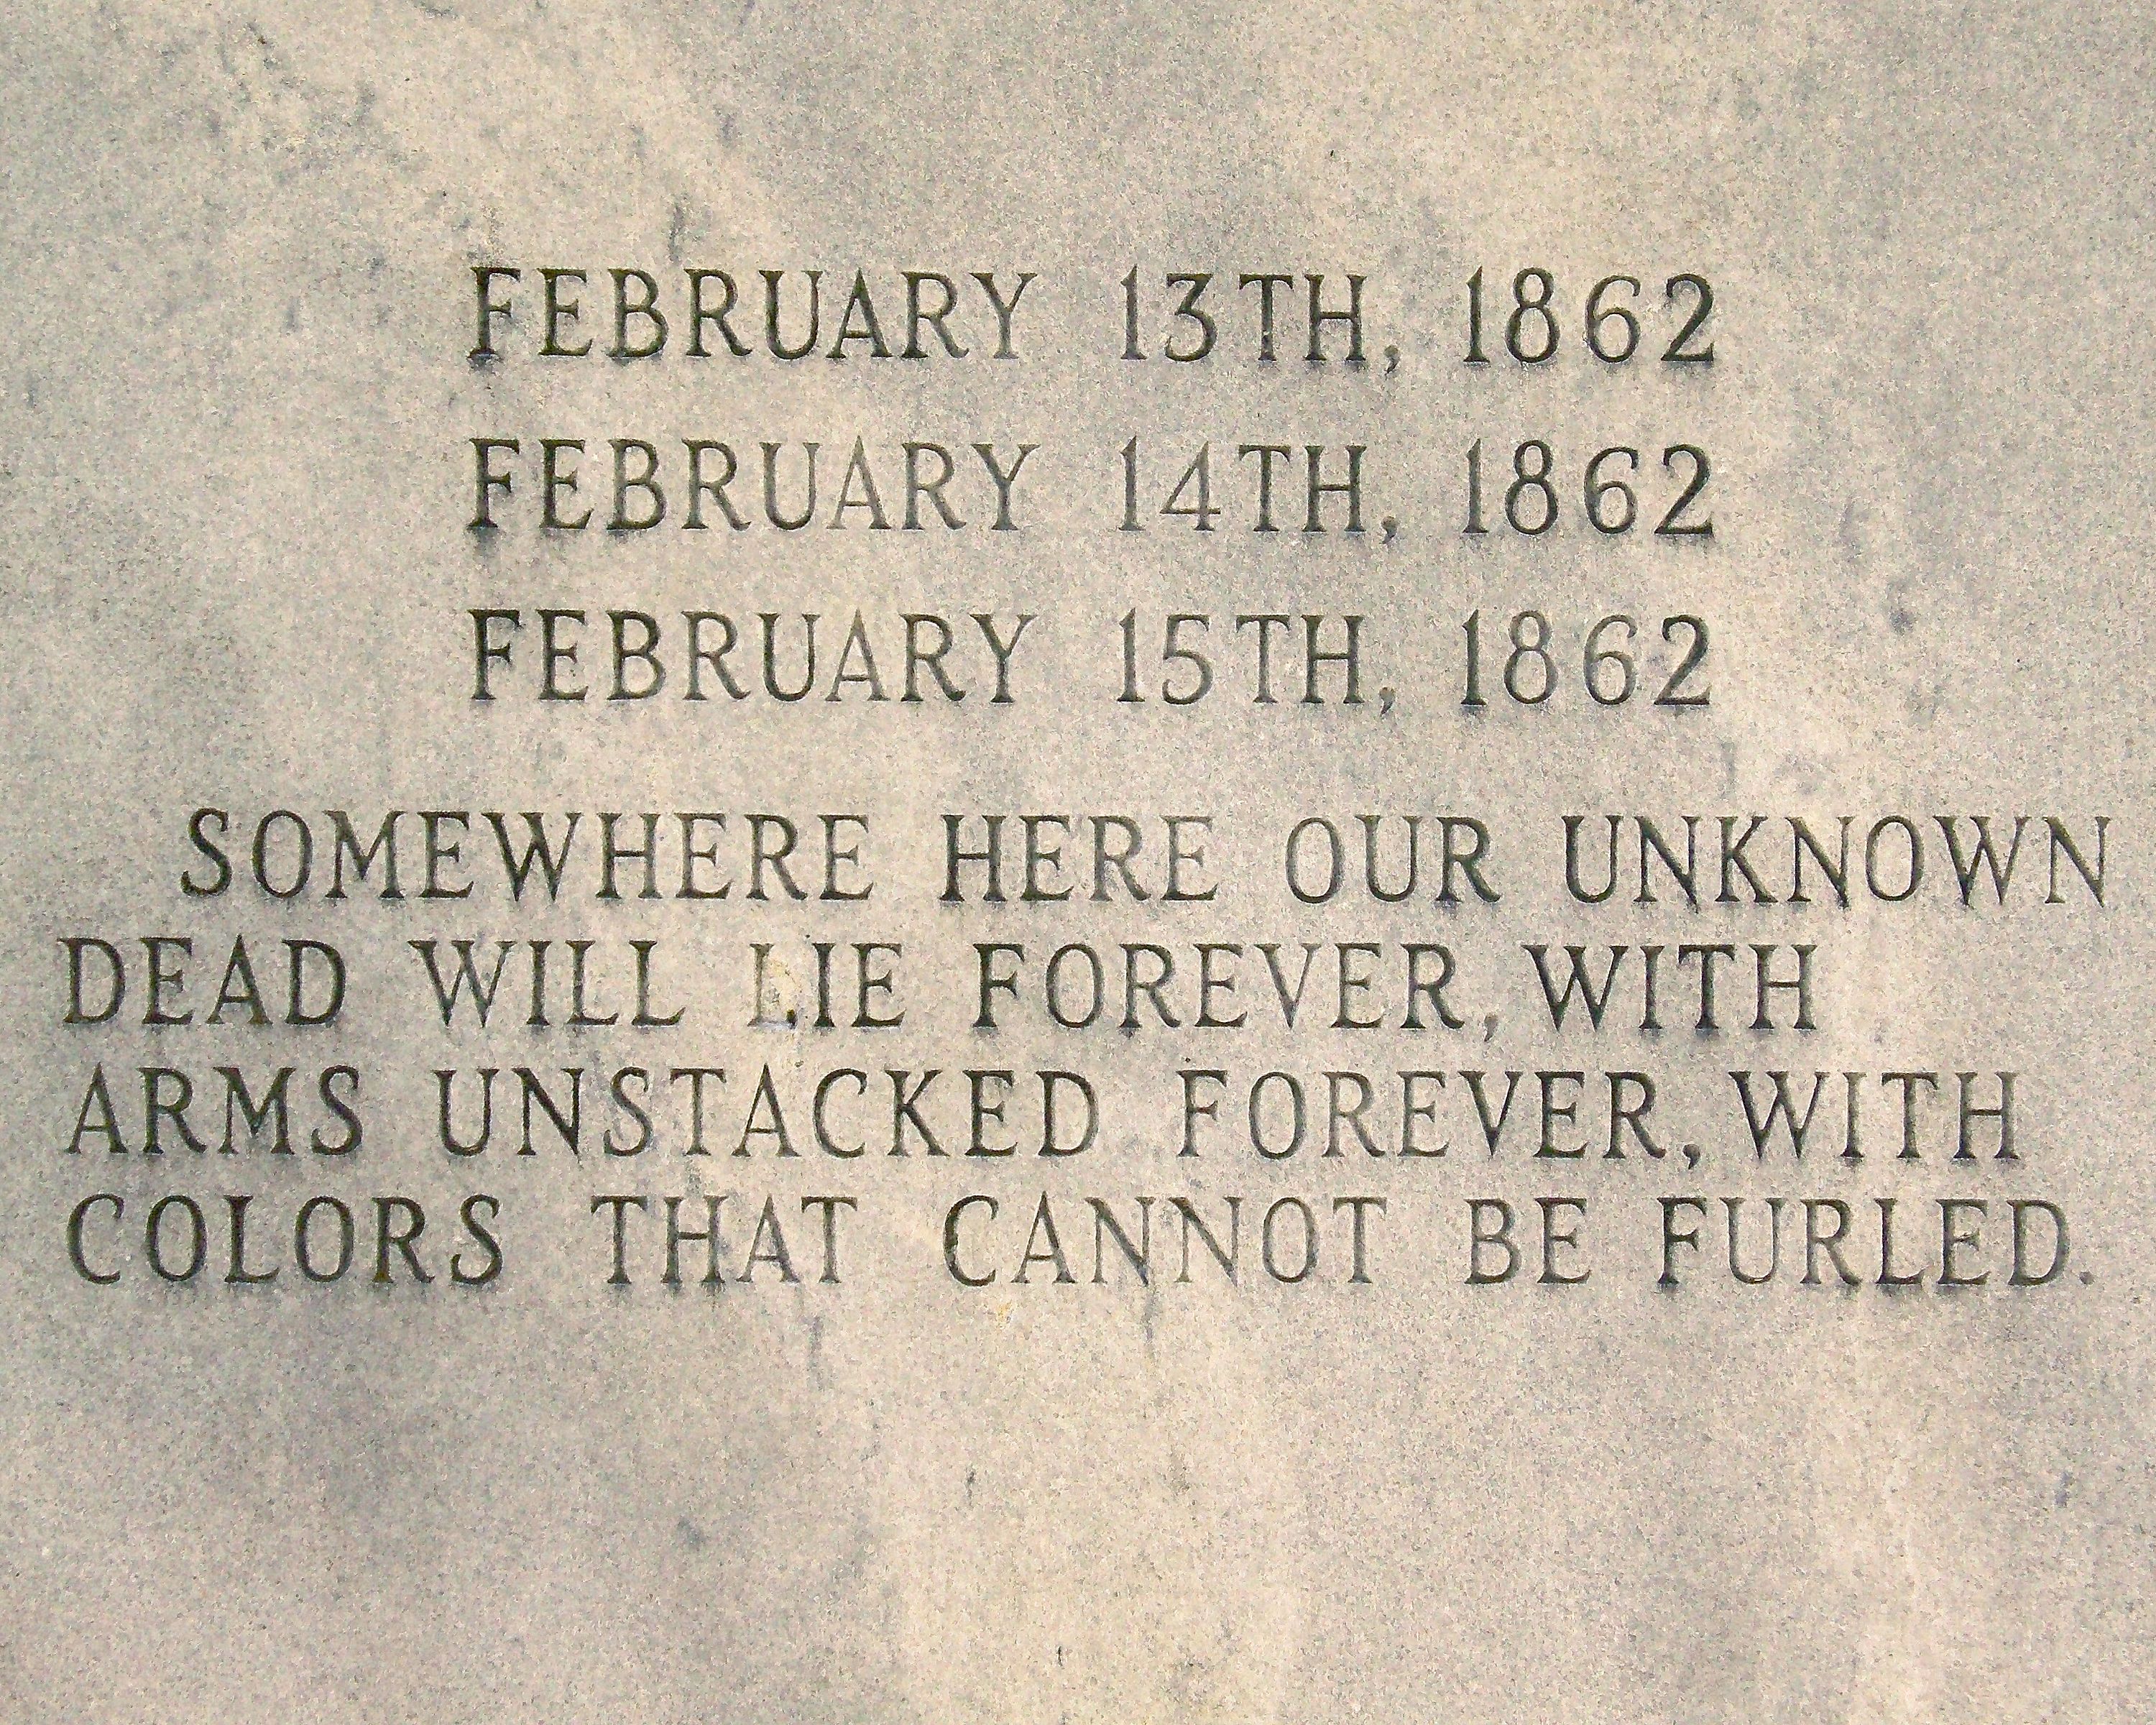 FEBRUARY 13TH, 1862
FEBRUARY 14TH, 1862
FEBRUARY 15TH, 1862
SOMEWHERE HERE OUR UNKNOWN
DEAD WILL LIE FOREVER, WITH
ARMS UNSTACKED FOREVER, WITH
COLORS THAT CANNOT BE FURLED.